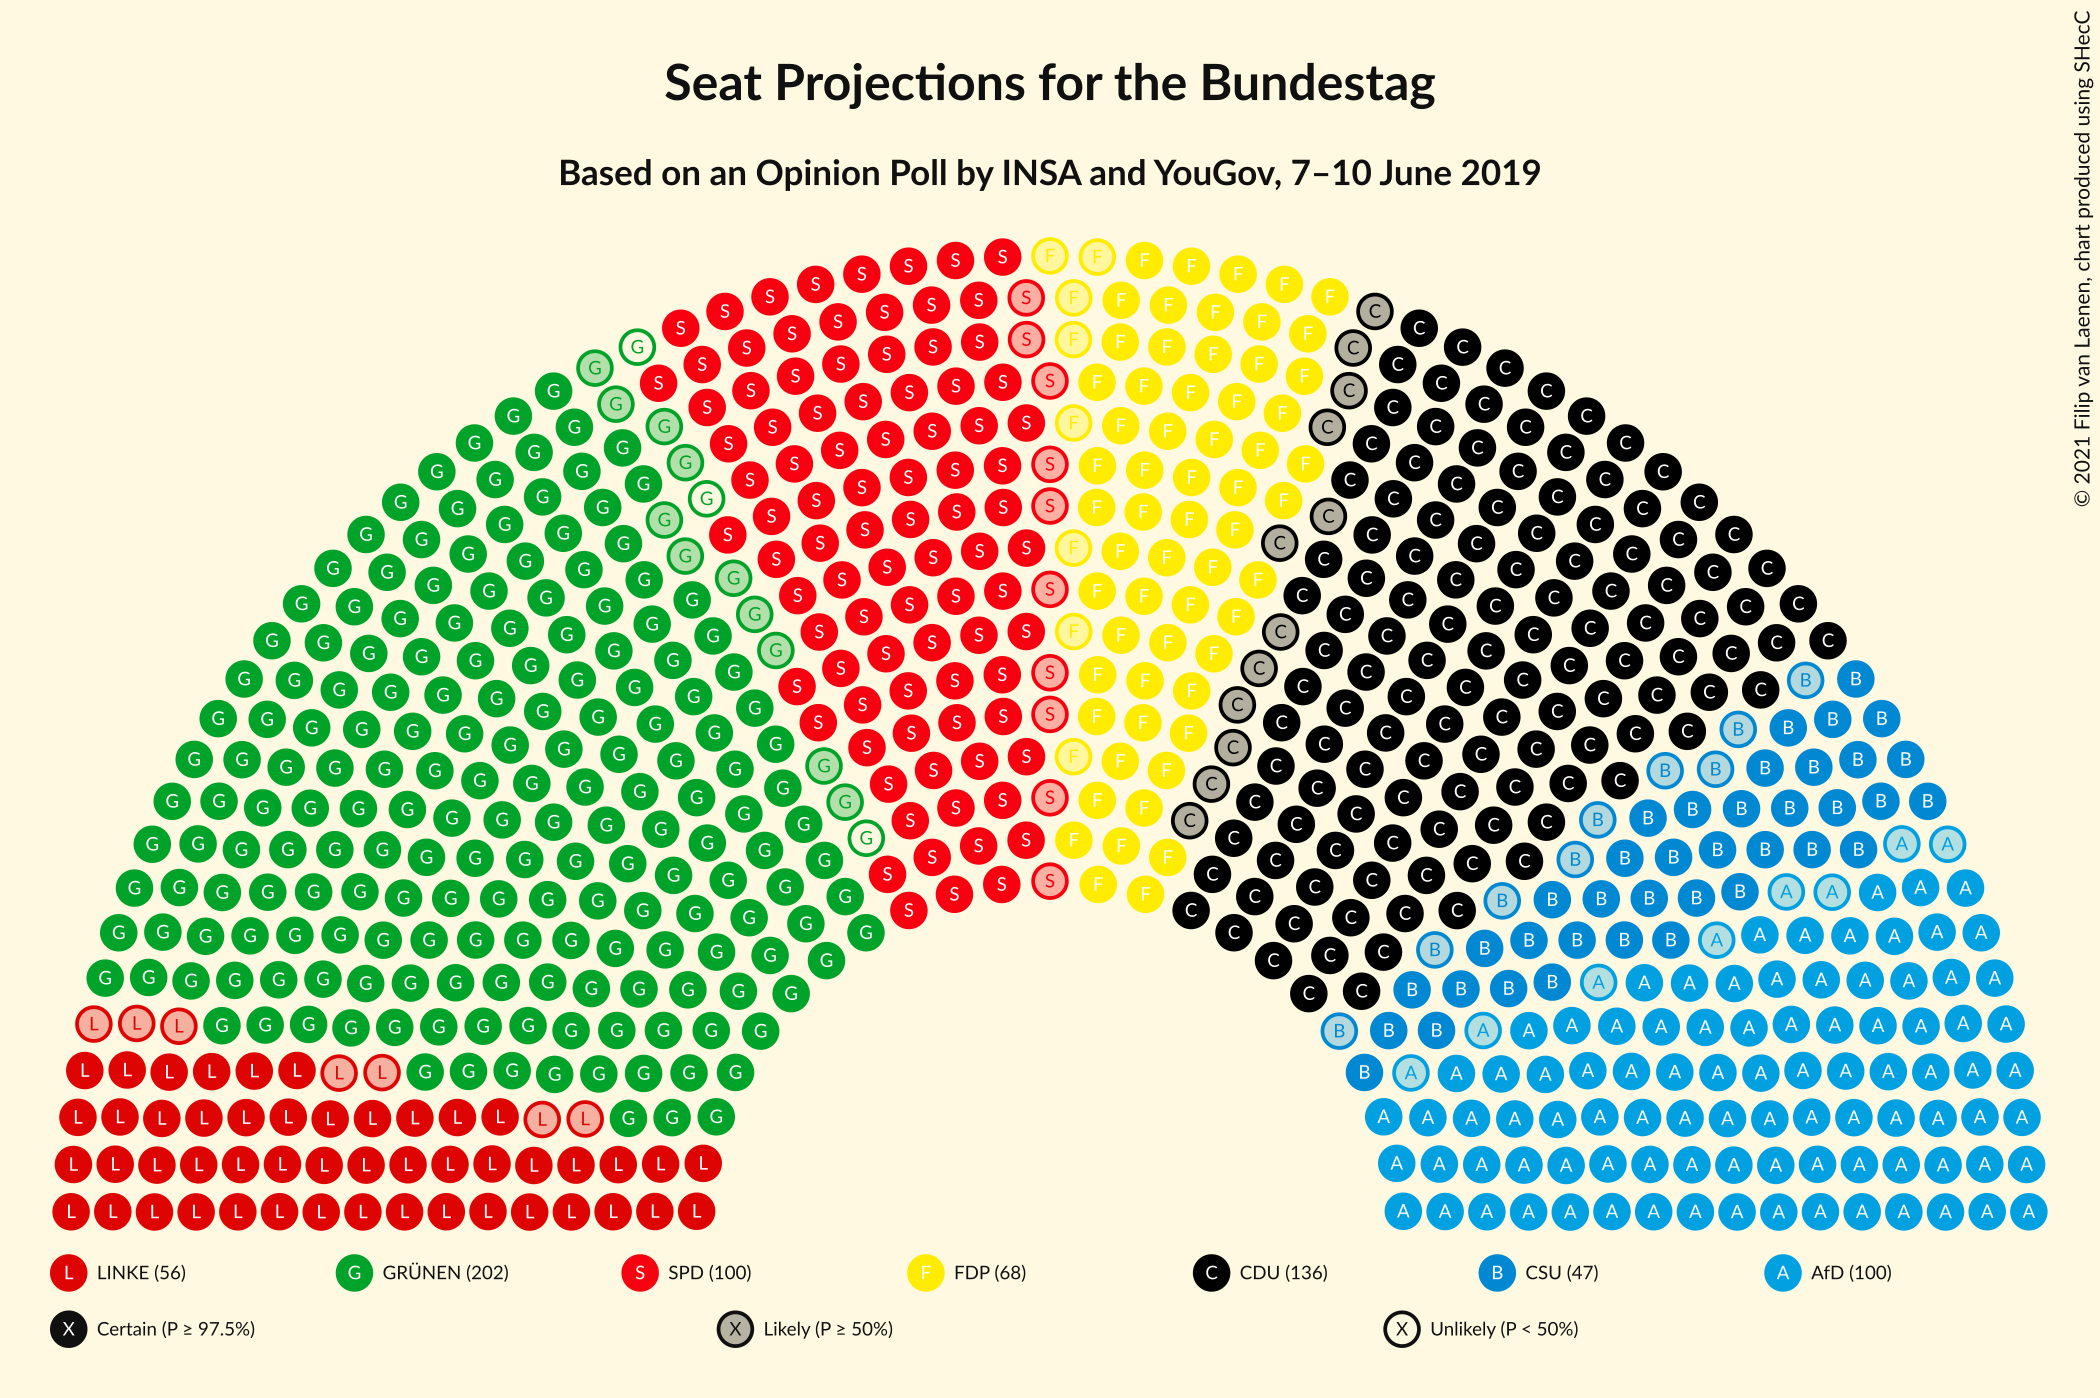 Seat Projections for the Bundestag
Based on an Opinion Poll by INSA and YouGov, 7–10 June 2019
© 2021 Filip van Laenen, chart produced using SHecC
L LINKE (56) G GRÜNEN (202) S SPD (100) F FDP (68) C CDU (136) B CSU (47) A AfD (100)
X Certain (P ≥ 97.5%) X Likely (P ≥ 50%) X Unlikely (P < 50%)